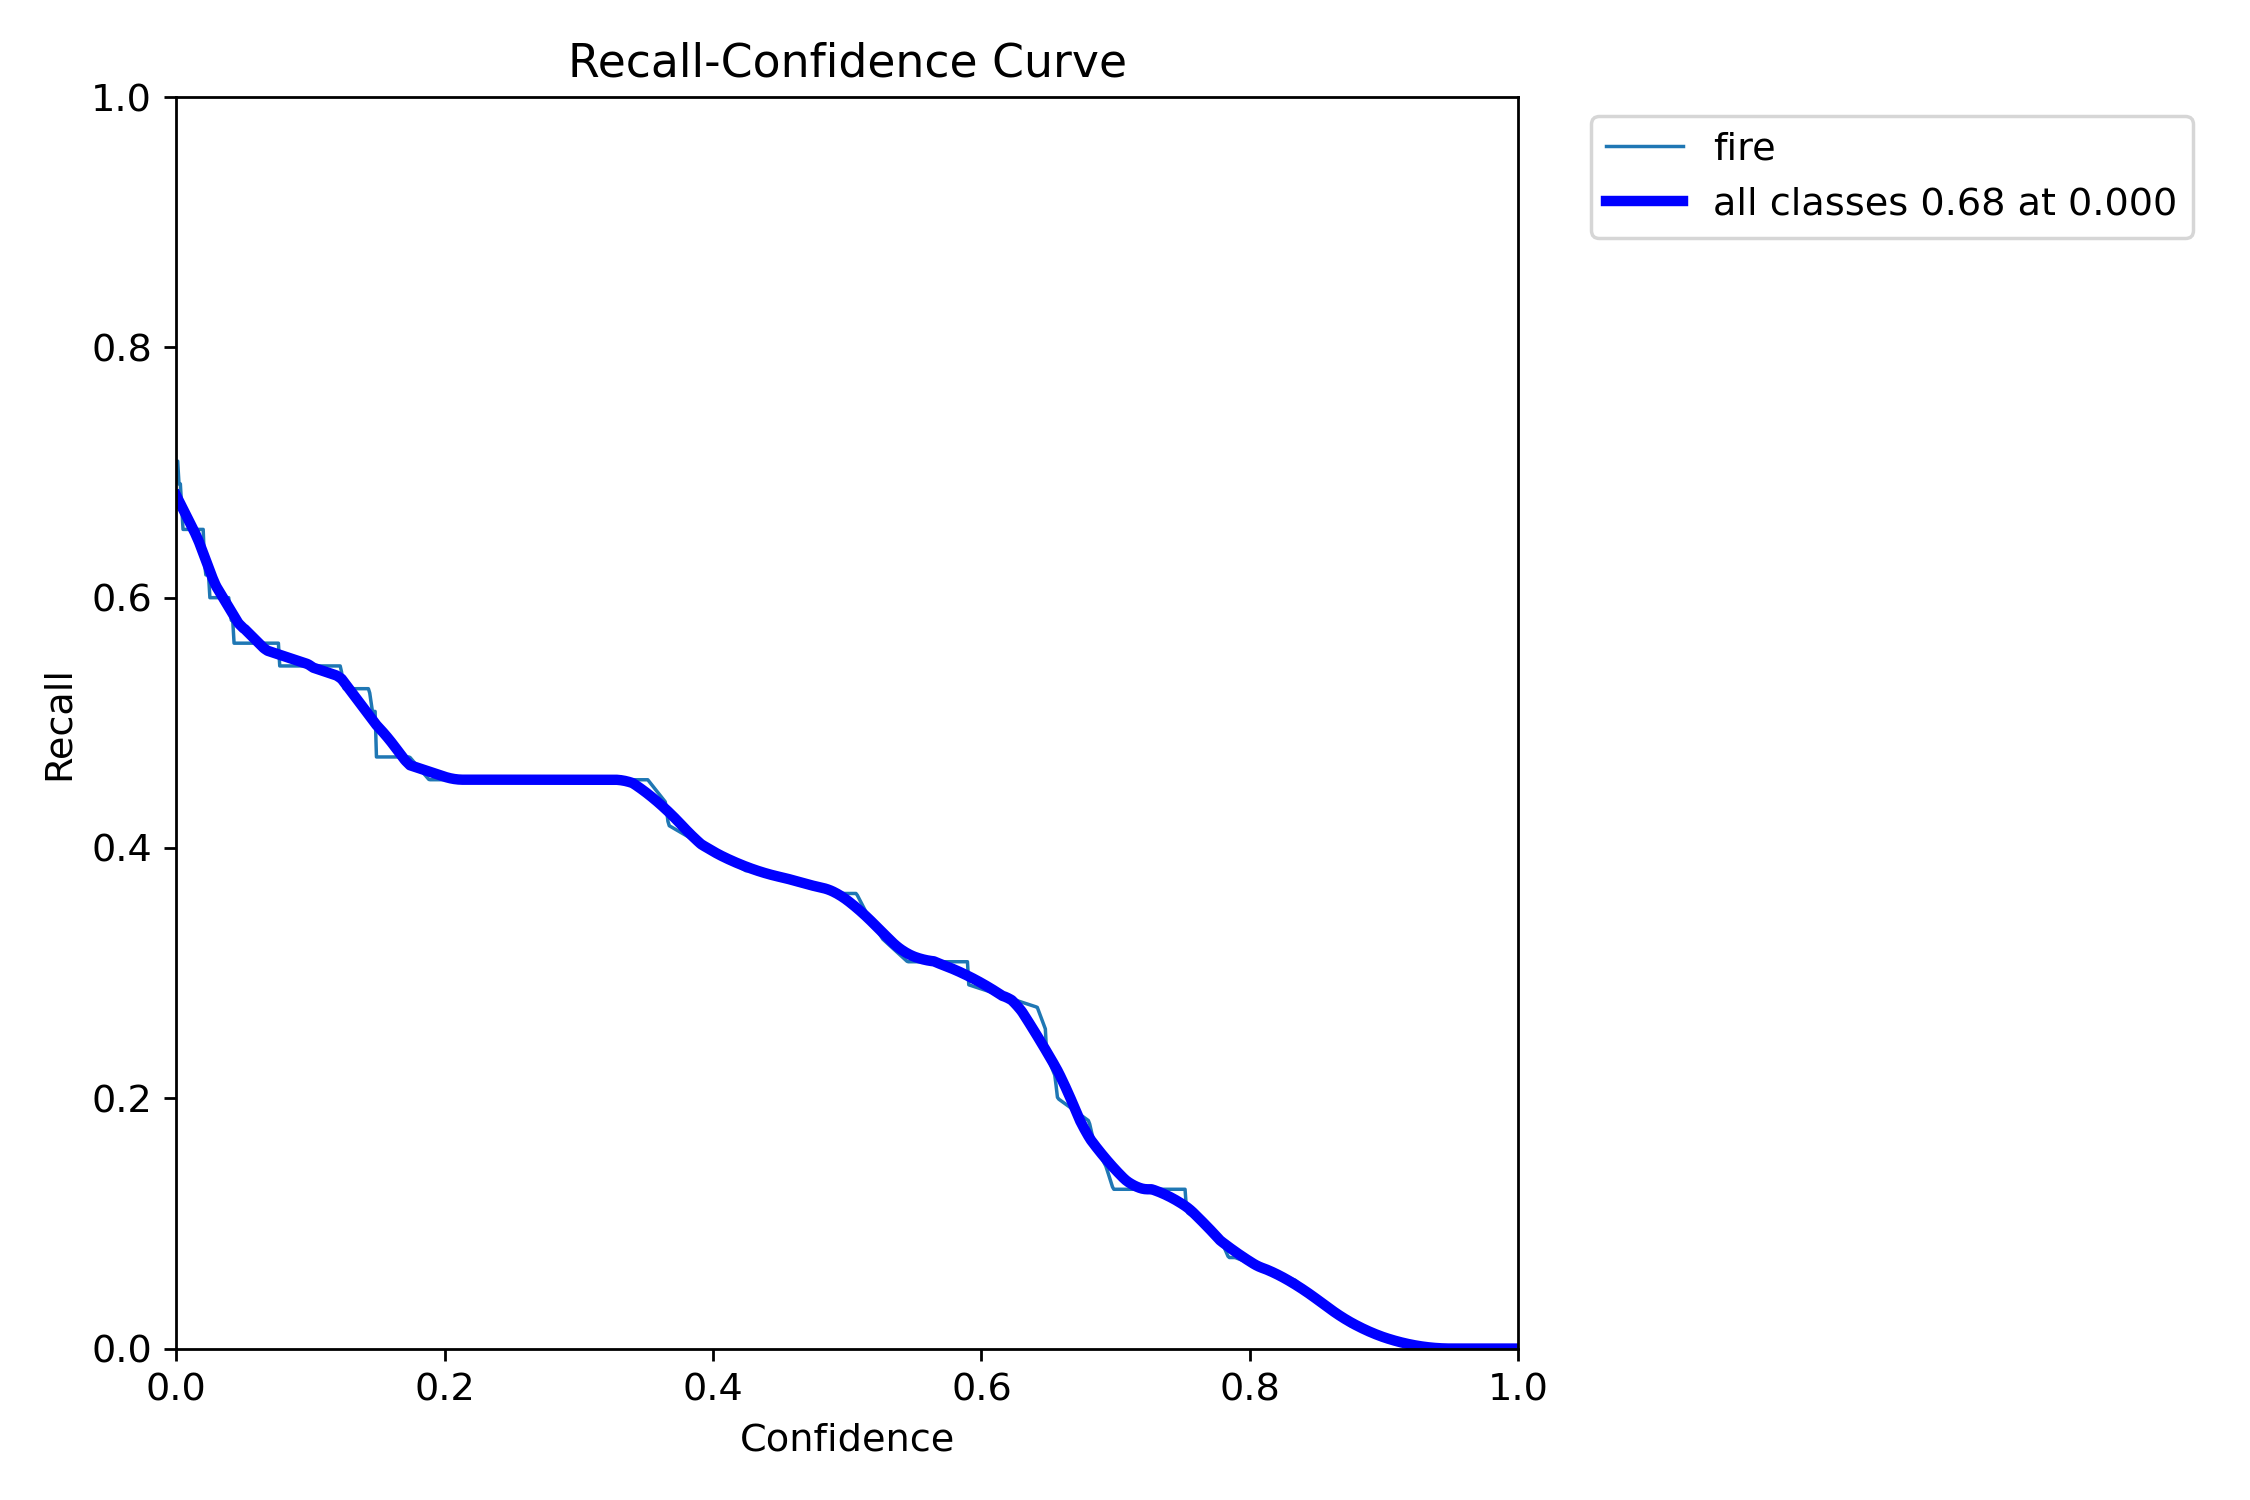 Recall-Confidence Curve
fire
all classes 0.68 at 0.000
1.0
0.8
0.6
0.4
0.2
0.0
Recall
0.0 0.2 0.4 0.6 0.8 1.0
Confidence